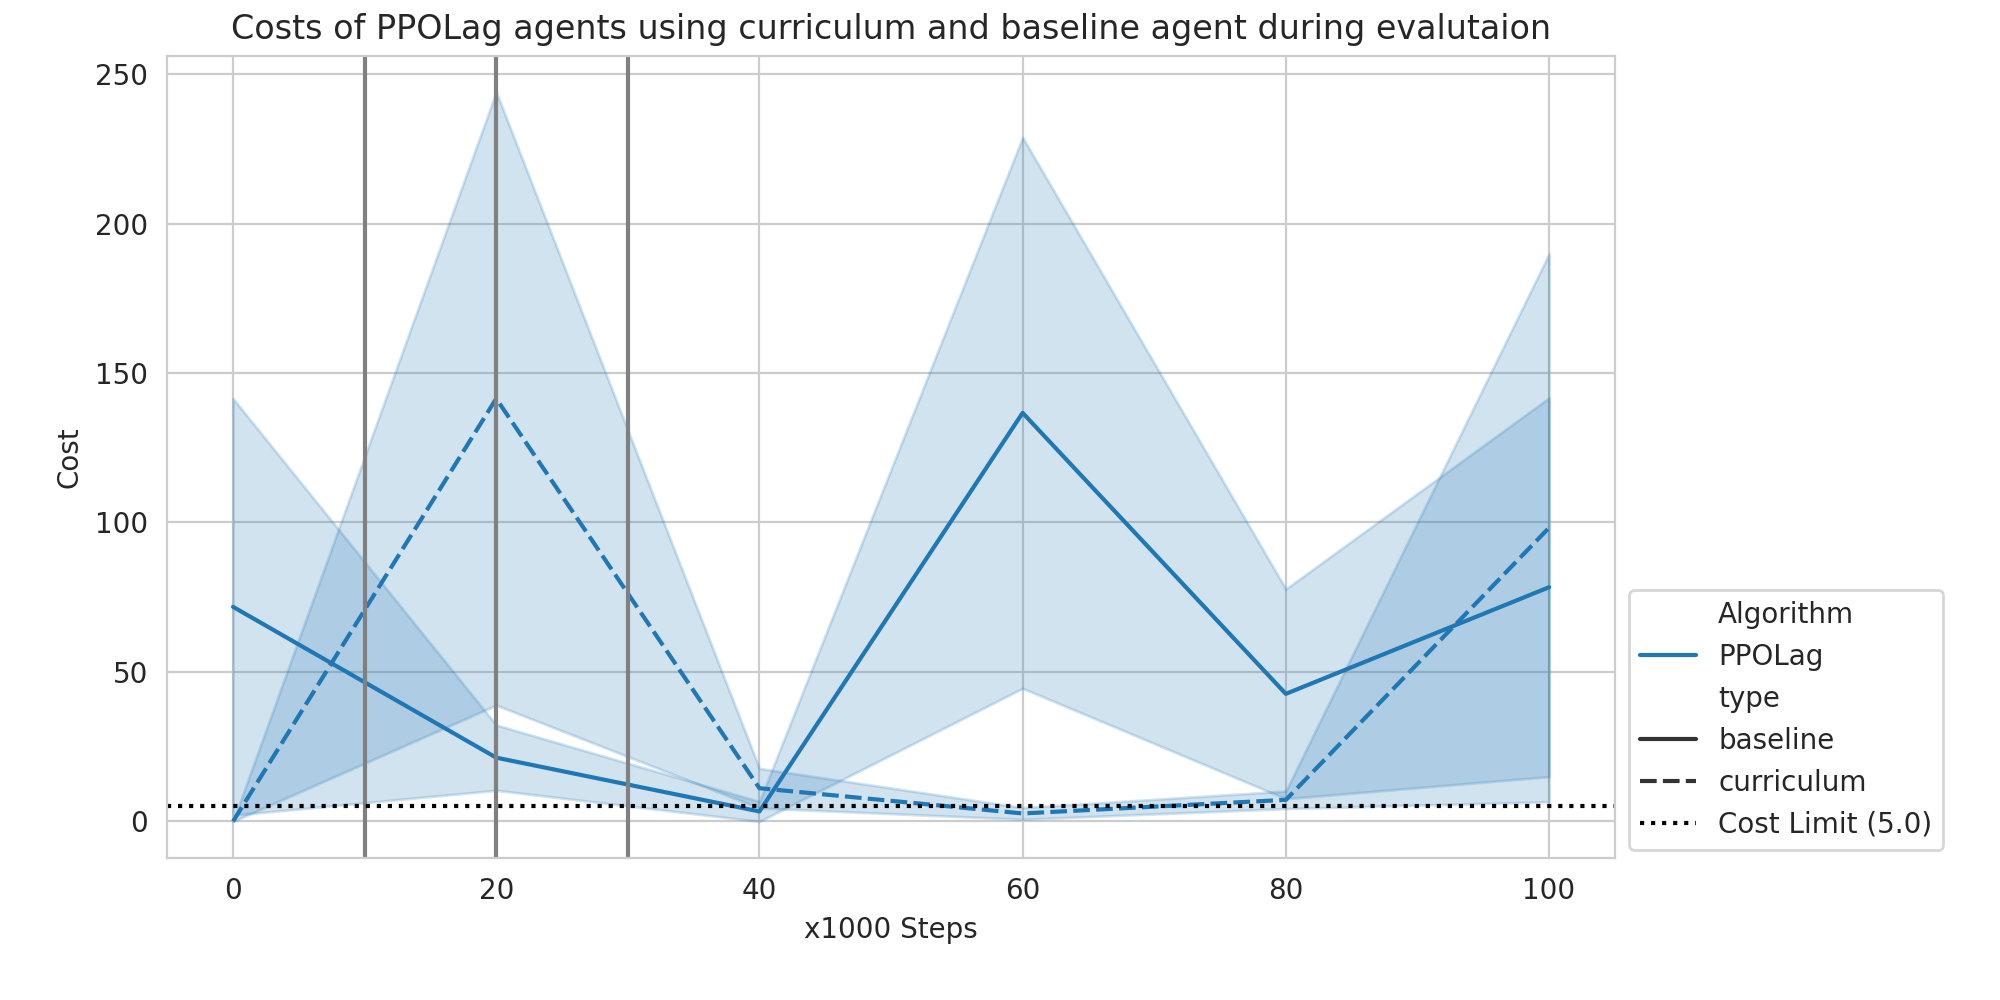 Costs of PPOLag agents using curriculum and baseline agent during evalutaion
250
200
150
100
50
0
Cost
0 20 40 60 80 100
x1000 Steps
Algorithm
PPOLag
type
baseline
curriculum
Cost Limit (5.0)